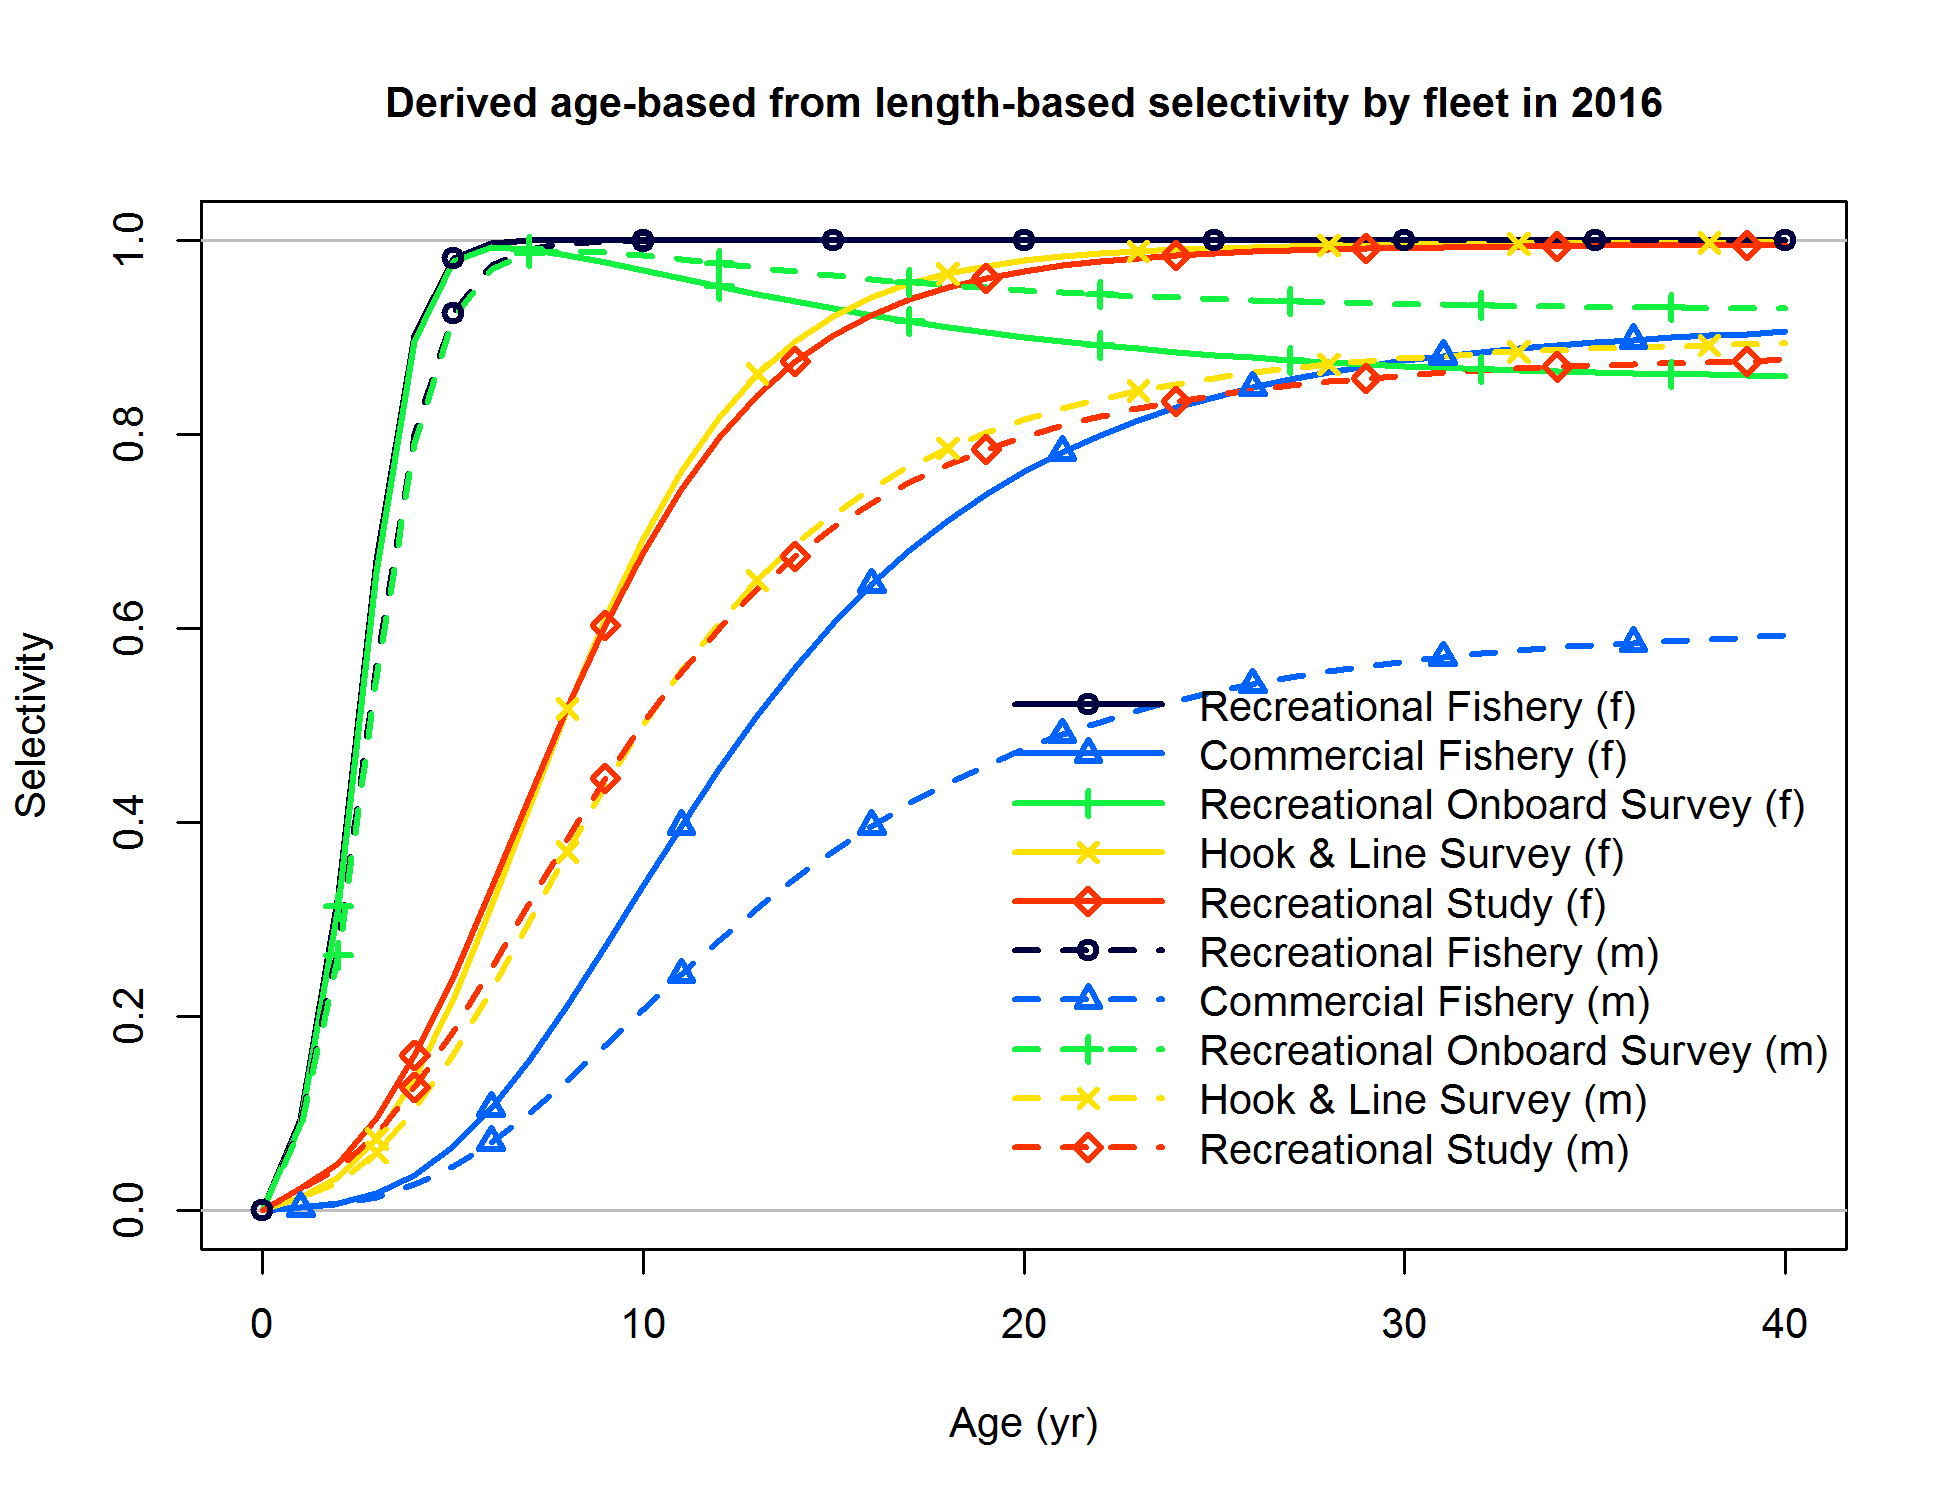 Derived age-based from length-based selectivity by fleet in 2016
Selectivity
1.0
0.8
0.6
0.4
0.2
0.0
Recreational Fishery (f)
Commercial Fishery (f)
Recreational Onboard Survey (f)
Hook & Line Survey (f)
Recreational Study (f)
Recreational Fishery (m)
Commercial Fishery (m)
Recreational Onboard Survey (m)
Hook & Line Survey (m)
Recreational Study (m)
0 10 20 30 40
Age (yr)